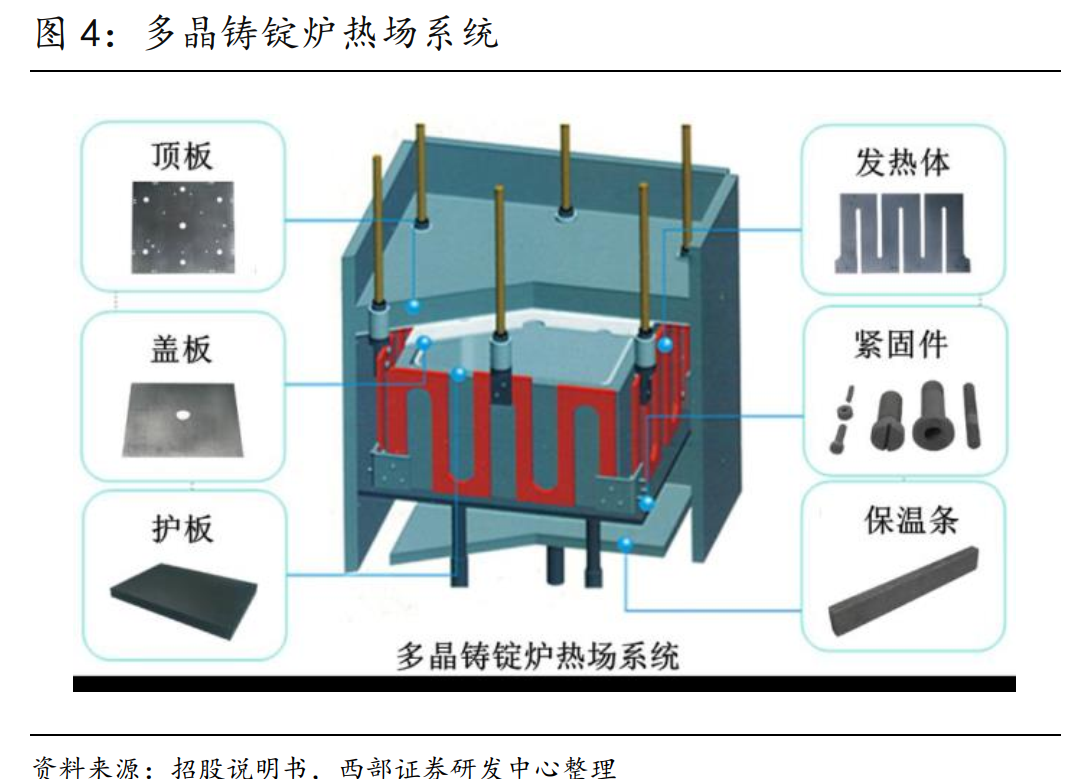 图 4：多晶铸锭炉热场系统
顶板
发热体
盖板
紧固件
护板
保温条
多晶铸锭炉热场系统
资料来源：招股说明书，西部证券研发中心整理